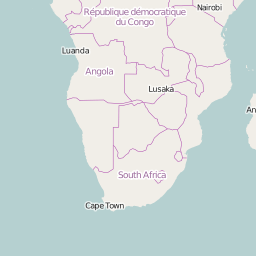 Nairobi
République démocratique
du Congo
Luanda
Angola
Lusaka
An
South Africa
Cape Town